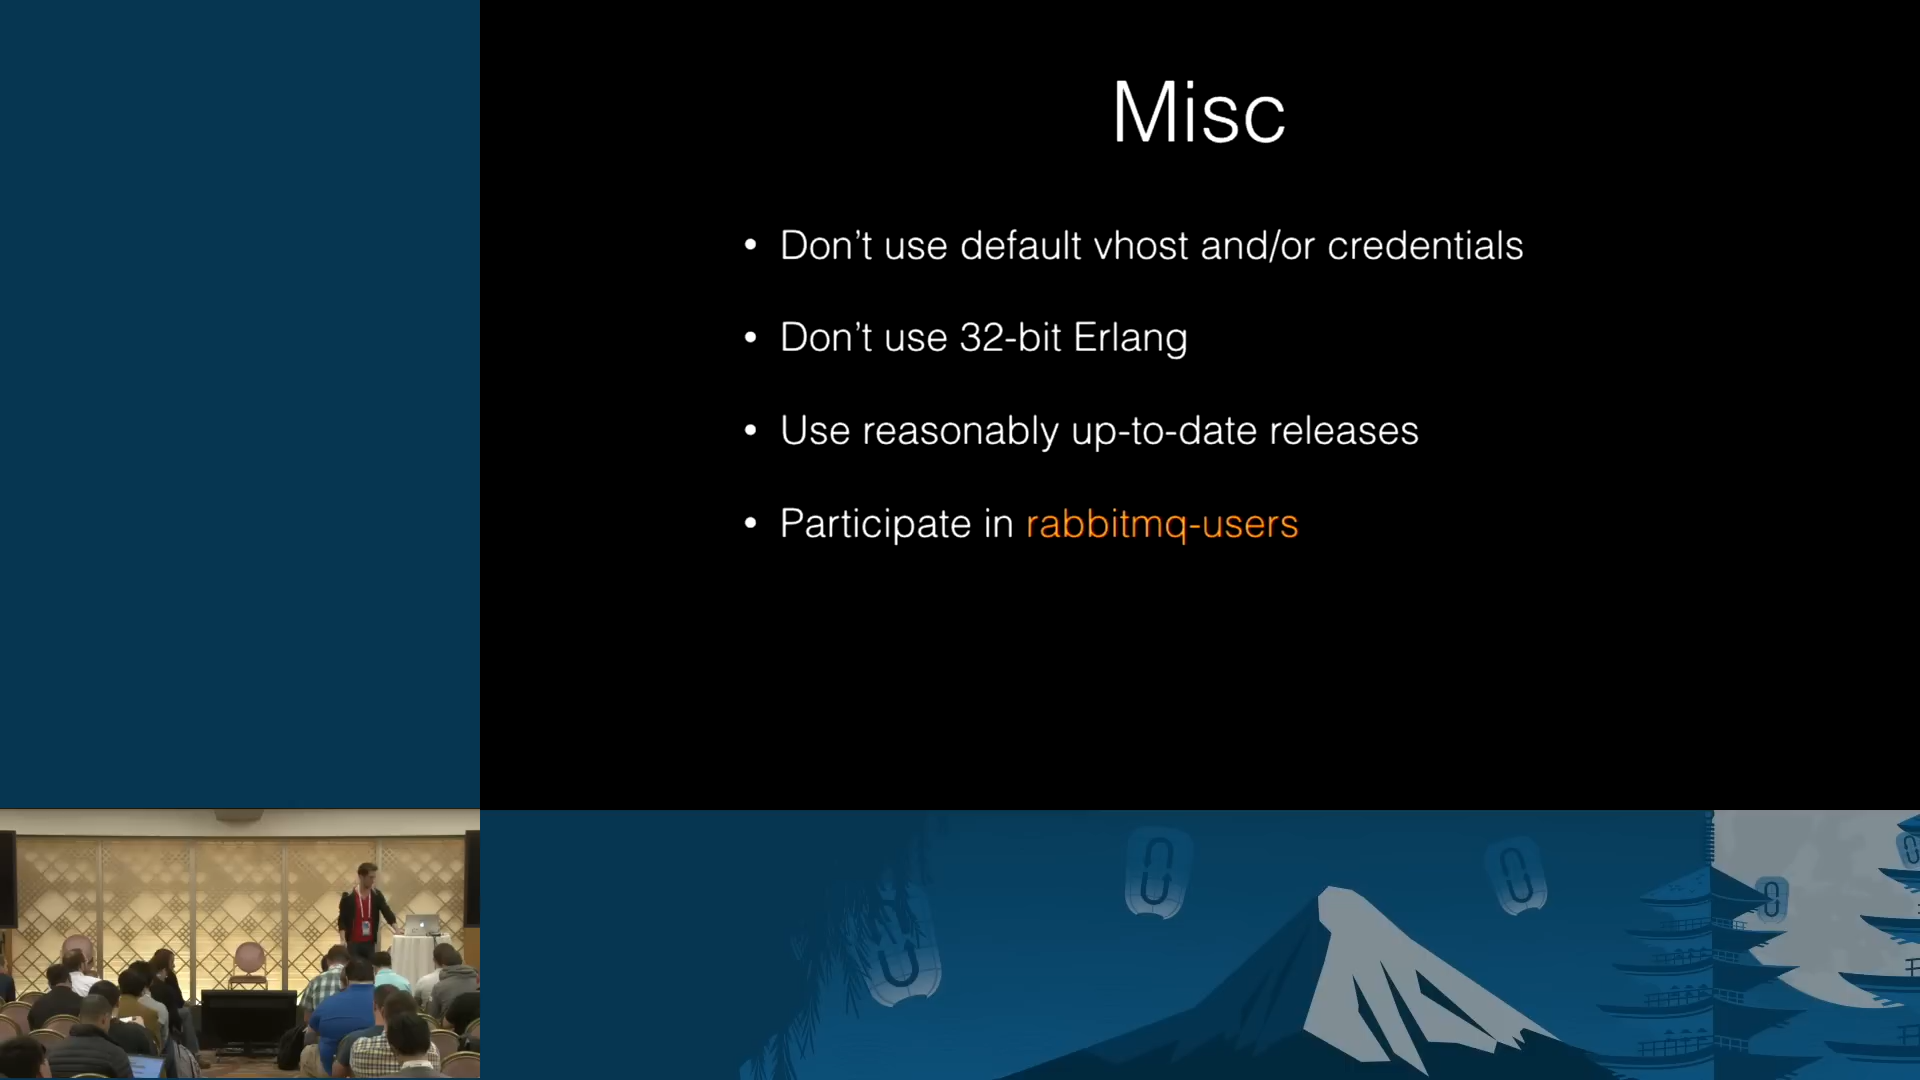 Misc
• Don't use default vhost and/or credentials
• Don't use 32-bit Erlang
• Use reasonably up-to-date releases
• Participate in rabbitmq-users